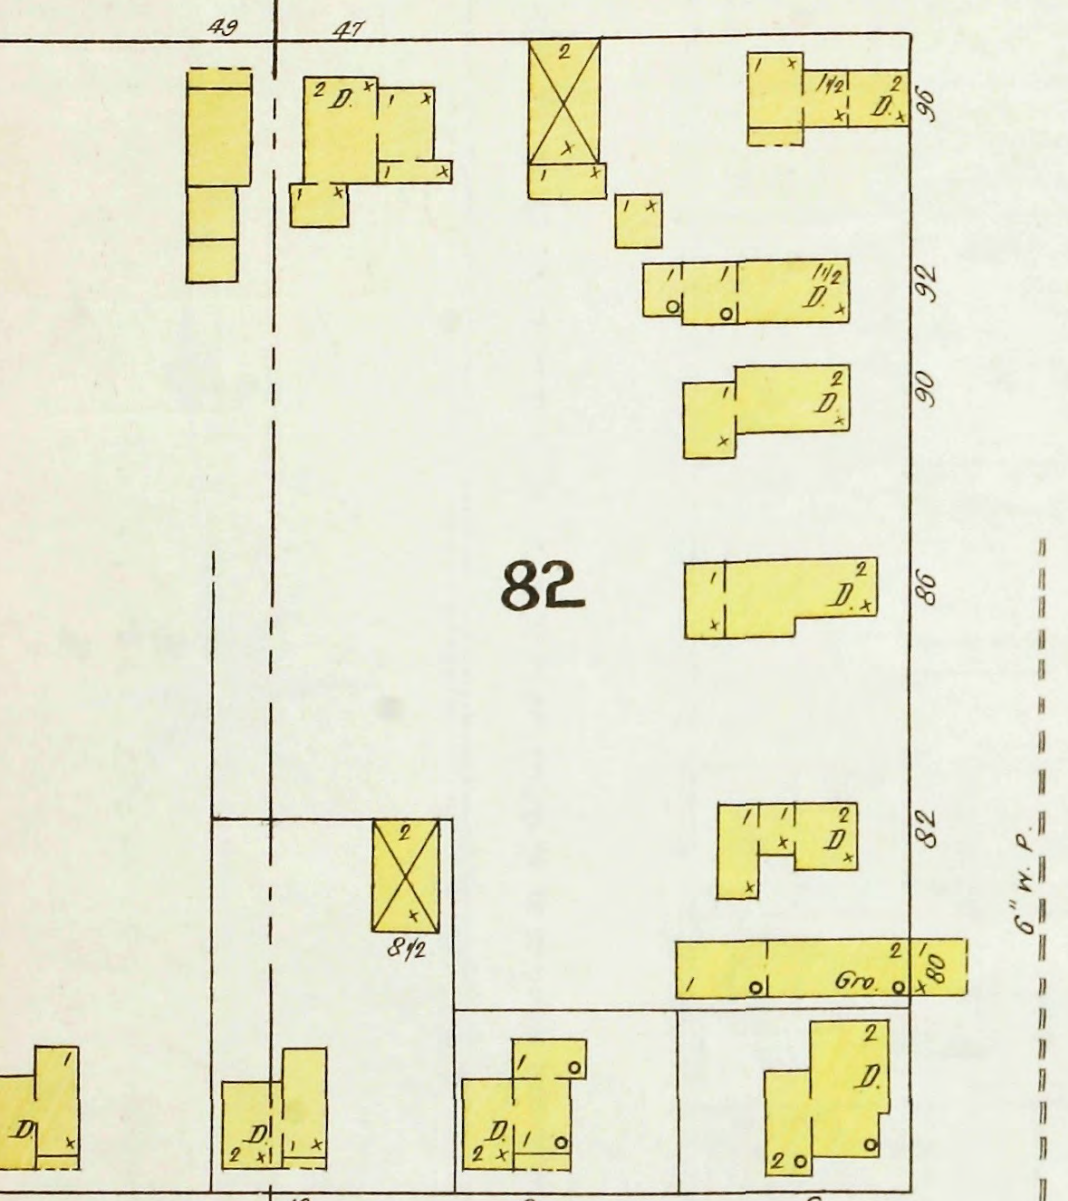 49 47
2 D. x 1 x
1 x
1 x
2 x
1 x
1 x
1 x 1½ x 2 D. x
96
1 1 1½ D. x
92
1 x 2 D. x
90
1 x 2 D. x
86
82
2 x
8½
1 x 1 x 2 D x
82
1 2 Gro. 1 x 80
6" W. P.
1 D. x
D. 2 x 1 x
1 D. 2 x 1
2 D. 2